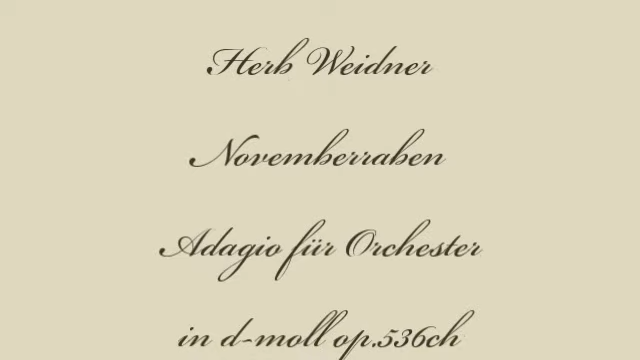 Herb Weidner
Novemberraben
Adagio für Orchester
in d-moll op.536ch